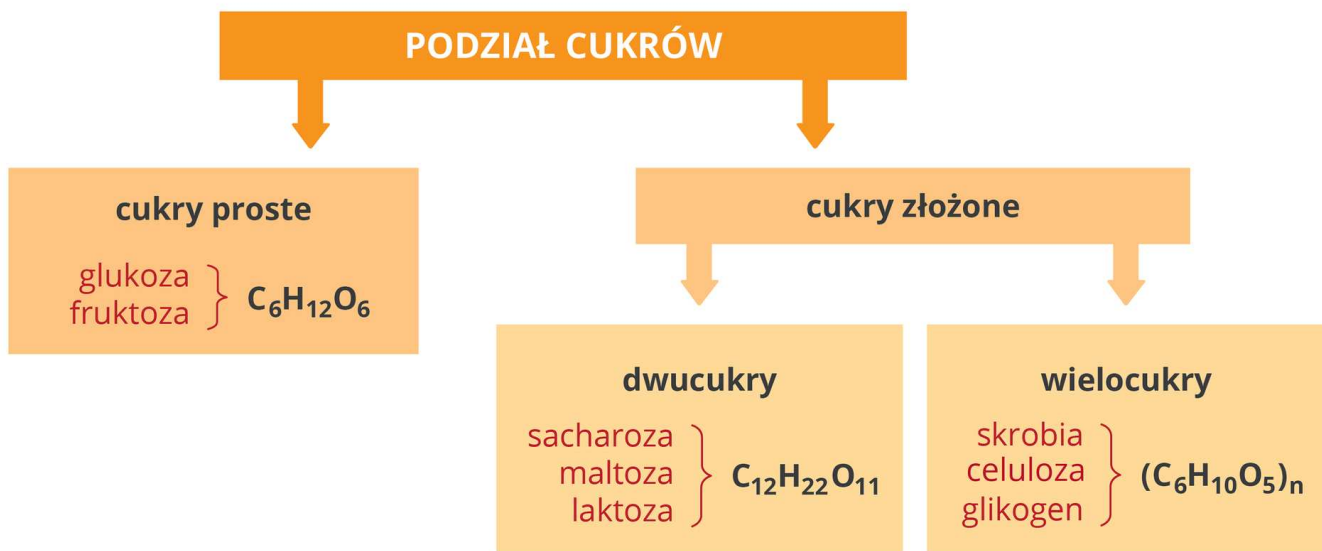 PODZIAŁ CUKRÓW
cukry proste
glukoza
fruktoza
C₆H₁₂O₆
cukry złożone
dwucukry
sacharoza
maltoza
laktoza
C₁₂H₂₂O₁₁
wielocukry
skrobia
celuloza
glikogen
(C₆H₁₀O₅)ₙ